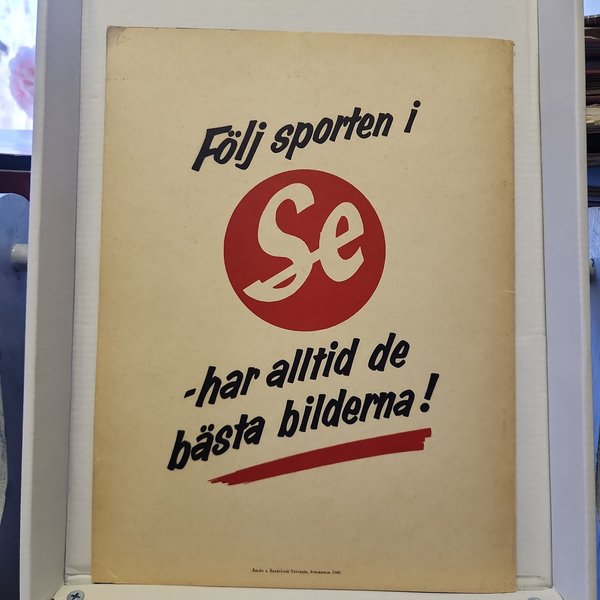 Följ sporten i
Se
-har alltid de
bästa bilderna!